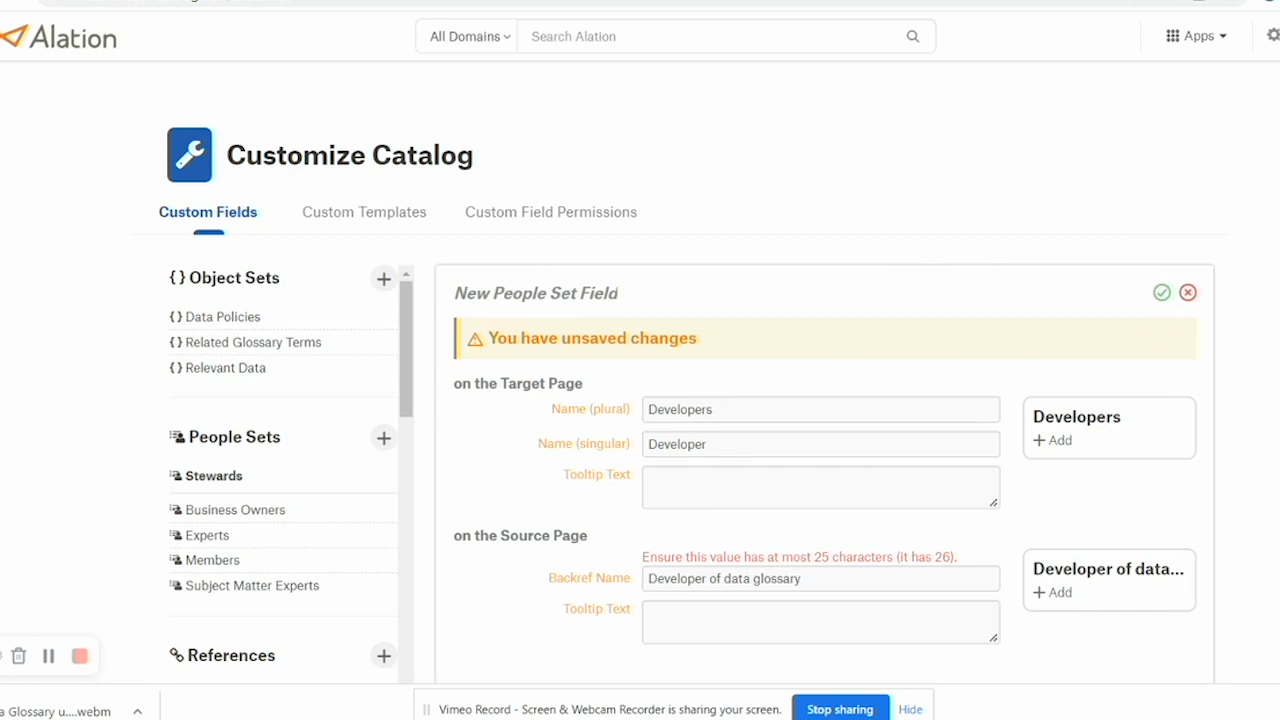 Alation
All Domains
Search Alation
Apps
Customize Catalog
Custom Fields
Custom Templates
Custom Field Permissions
{} Object Sets
{} Data Policies
{} Related Glossary Terms
{} Relevant Data
People Sets
Stewards
Business Owners
Experts
Members
Subject Matter Experts
References
New People Set Field
You have unsaved changes
on the Target Page
Name (plural)
Developers
Name (singular)
Developer
Tooltip Text
Developers
+ Add
on the Source Page
Ensure this value has at most 25 characters (it has 26).
Backref Name
Developer of data glossary
Tooltip Text
Developer of data...
+ Add
a Glossary u....webm
Vimeo Record - Screen & Webcam Recorder is sharing your screen.
Stop sharing
Hide